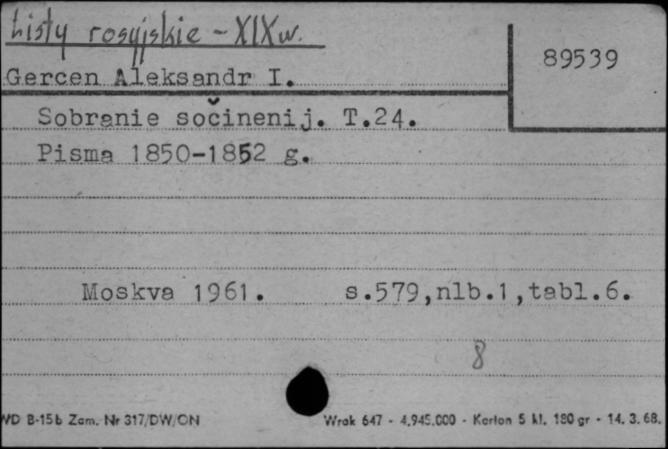 Listy rosyjskie - XIX w.
89539
Gercen Aleksandr I.
Sobranie sočinenij. T.24.
Pisma 1850-1852 g.
Moskva 1961. s.579,nlb.1,tabl.6.
8
WD B-15b Zam. Nr 317/DW/ON Wrak 647 - 4.945.000 - Karton 5 kl. 180 gr - 14. 3. 68.